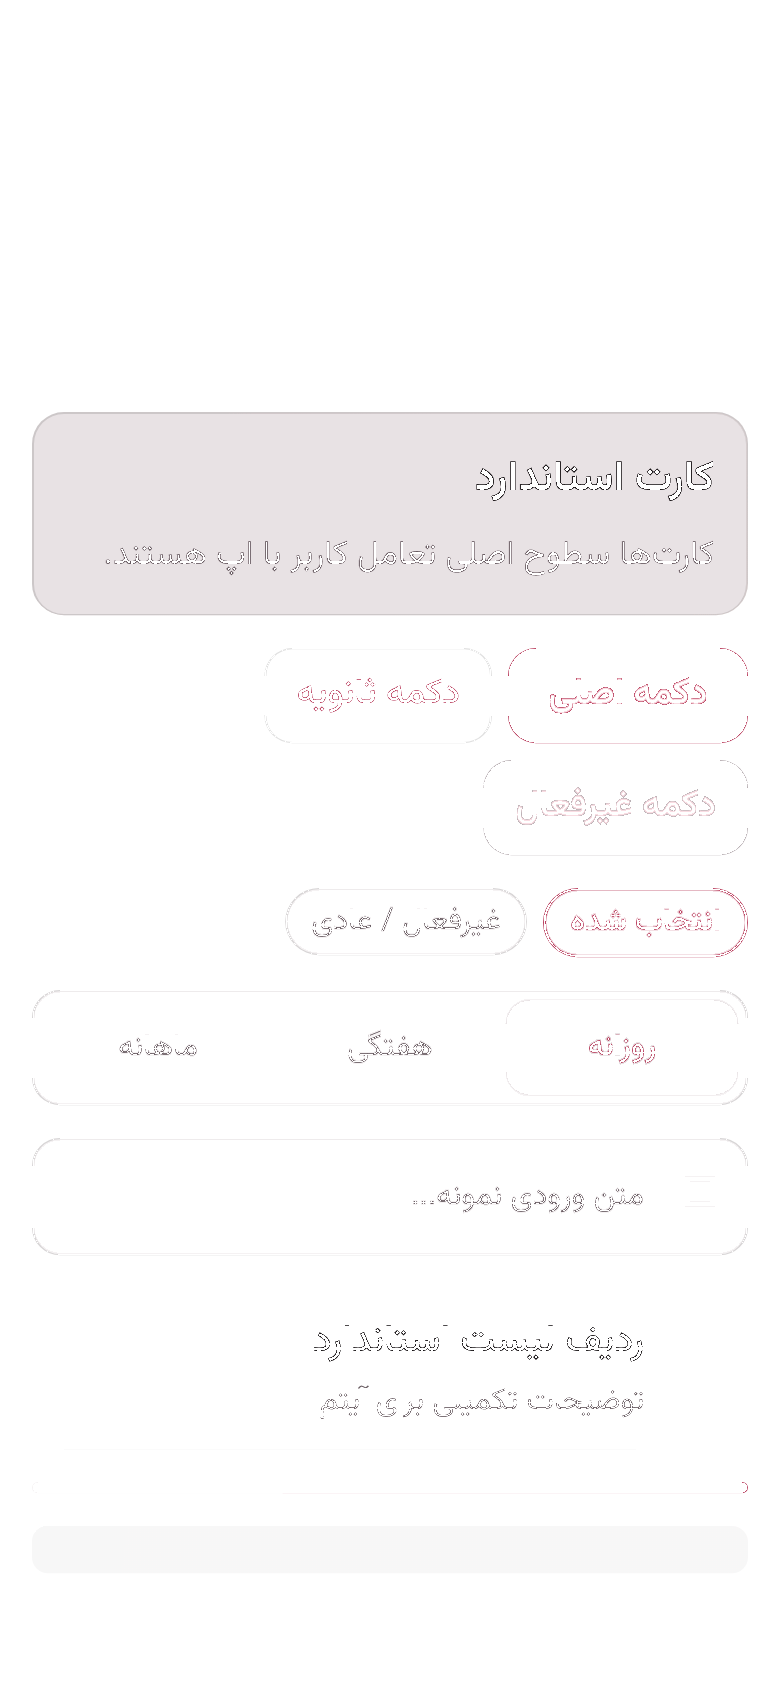 کارت استاندارد
کارت‌ها سطوح اصلی تعامل کاربر با اپ هستند.
دکمه اصلی
دکمه ثانویه
دکمه غیرفعال
انتخاب شده
غیرفعال / عادی
روزانه
هفتگی
ماهانه
متن ورودی نمونه...
ردیف لیست استاندارد
توضیحات تکمیلی برای آیتم